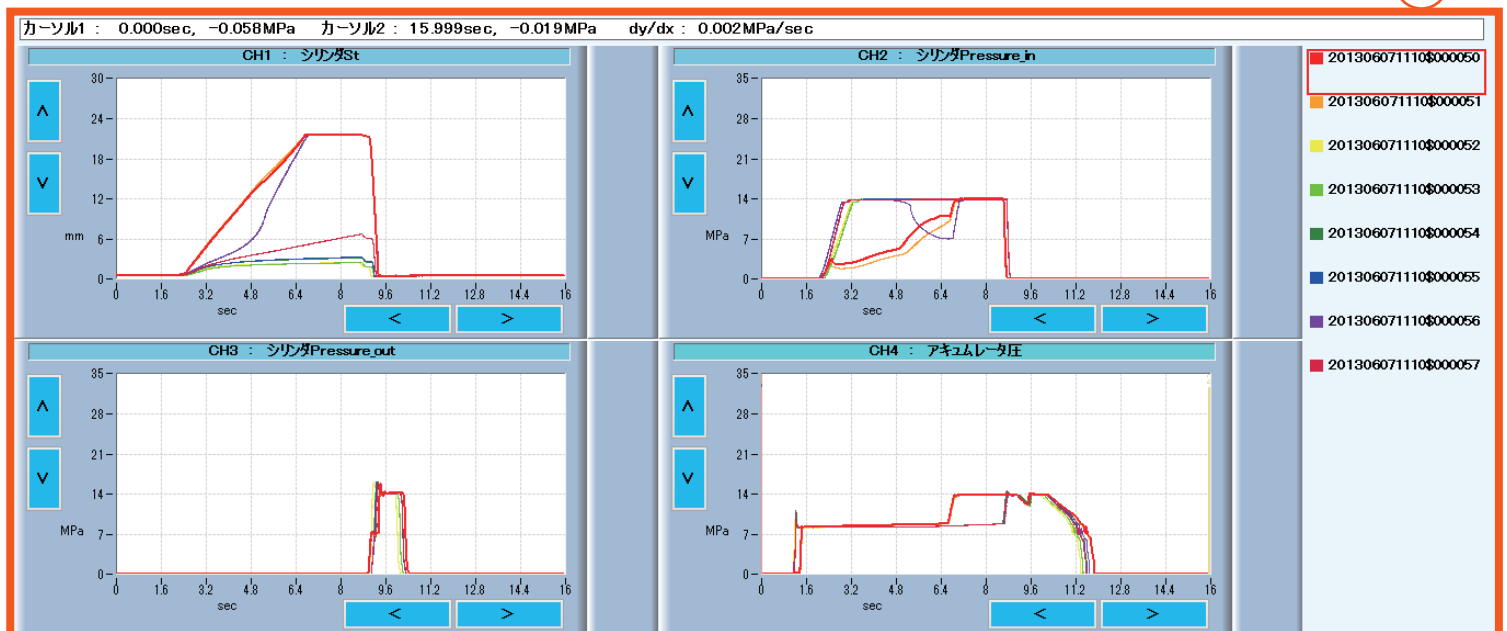 カーソル1 : 0.000sec, -0.058MPa カーソル2 : 15.999sec, -0.019MPa dy/dx : 0.002MPa/sec
CH1 : シリンダSt
30
24
18
12
mm 6
0
0 1.6 3.2 4.8 6.4 8 9.6 11.2 12.8 14.4 16
sec
< >
CH2 : シリンダPressure_in
35
28
21
14
MPa 7
0
0 1.6 3.2 4.8 6.4 8 9.6 11.2 12.8 14.4 16
sec
< >
CH3 : シリンダPressure_out
35
28
21
14
MPa 7
0
0 1.6 3.2 4.8 6.4 8 9.6 11.2 12.8 14.4 16
sec
< >
CH4 : アキュムレータ圧
35
28
21
14
MPa 7
0
0 1.6 3.2 4.8 6.4 8 9.6 11.2 12.8 14.4 16
sec
< >
201306071110$000050
201306071110$000051
201306071110$000052
201306071110$000053
201306071110$000054
201306071110$000055
201306071110$000056
201306071110$000057